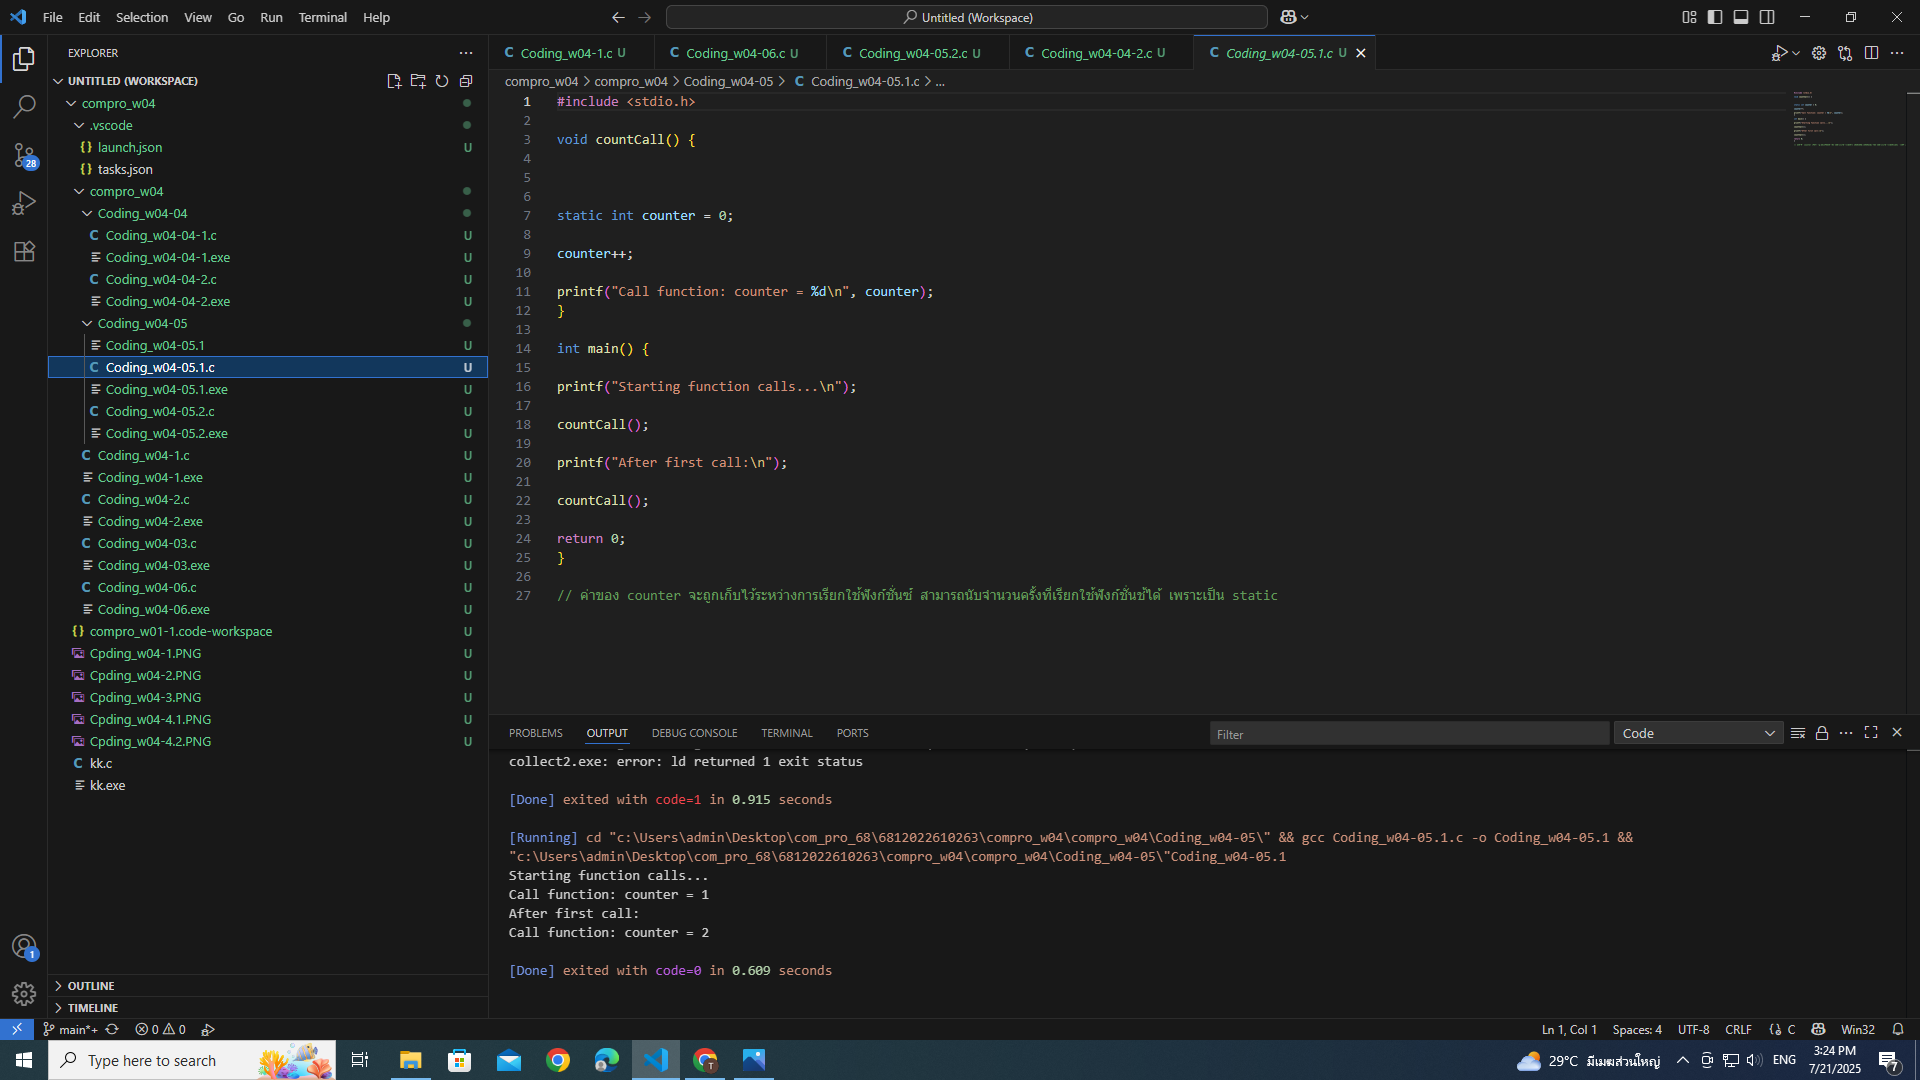 File Edit Selection View Go Run Terminal Help
Untitled (Workspace)
EXPLORER
UNTITLED (WORKSPACE)
compro_w04
.vscode
{} launch.json U
{} tasks.json
compro_w04
Coding_w04-04
C Coding_w04-04-1.c U
Coding_w04-04-1.exe U
C Coding_w04-04-2.c U
Coding_w04-04-2.exe U
Coding_w04-05
Coding_w04-05.1 U
C Coding_w04-05.1.c U
Coding_w04-05.1.exe U
C Coding_w04-05.2.c U
Coding_w04-05.2.exe U
C Coding_w04-1.c U
Coding_w04-1.exe U
C Coding_w04-2.c U
Coding_w04-2.exe U
C Coding_w04-03.c U
Coding_w04-03.exe U
C Coding_w04-06.c U
Coding_w04-06.exe U
{} compro_w01-1.code-workspace U
Cpding_w04-1.PNG U
Cpding_w04-2.PNG U
Cpding_w04-3.PNG U
Cpding_w04-4.1.PNG U
Cpding_w04-4.2.PNG U
C kk.c
kk.exe
OUTLINE
TIMELINE
28
1
C Coding_w04-1.c U C Coding_w04-06.c U C Coding_w04-05.2.c U C Coding_w04-04-2.c U C Coding_w04-05.1.c U
compro_w04 > compro_w04 > Coding_w04-05 > C Coding_w04-05.1.c > ...
1 #include <stdio.h>
2
3 void countCall() {
4
5
6
7 static int counter = 0;
8
9 counter++;
10
11 printf("Call function: counter = %d\n", counter);
12 }
13
14 int main() {
15
16 printf("Starting function calls...\n");
17
18 countCall();
19
20 printf("After first call:\n");
21
22 countCall();
23
24 return 0;
25 }
26
27 // ค่าของ counter จะถูกเก็บไว้ระหว่างการเรียกใช้ฟังก์ชั่นซ์ สามารถนับจำนวนครั้งที่เรียกใช้ฟังก์ชั่นช้ได้ เพราะเป็น static
PROBLEMS OUTPUT DEBUG CONSOLE TERMINAL PORTS
Filter
Code
collect2.exe: error: ld returned 1 exit status
[Done] exited with code=1 in 0.915 seconds
[Running] cd "c:\Users\admin\Desktop\com_pro_68\6812022610263\compro_w04\compro_w04\Coding_w04-05\" && gcc Coding_w04-05.1.c -o Coding_w04-05.1 &&
"c:\Users\admin\Desktop\com_pro_68\6812022610263\compro_w04\compro_w04\Coding_w04-05\"Coding_w04-05.1
Starting function calls...
Call function: counter = 1
After first call:
Call function: counter = 2
[Done] exited with code=0 in 0.609 seconds
main*+ 0 0 Ln 1, Col 1 Spaces: 4 UTF-8 CRLF {} C Win32
Type here to search
T
29°C มีเมฆส่วนใหญ่ ENG
3:24 PM
7/21/2025
7